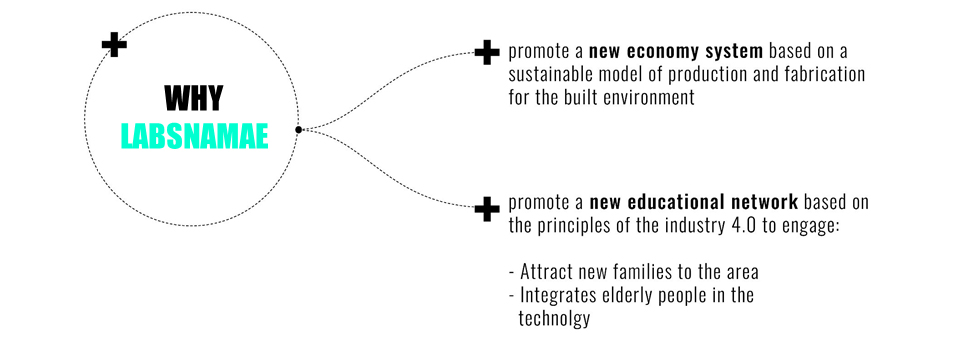 WHY
LABSNAMAE
promote a new economy system based on a
sustainable model of production and fabrication
for the built environment
promote a new educational network based on
the principles of the industry 4.0 to engage:
- Attract new families to the area
- Integrates elderly people in the
technolgy